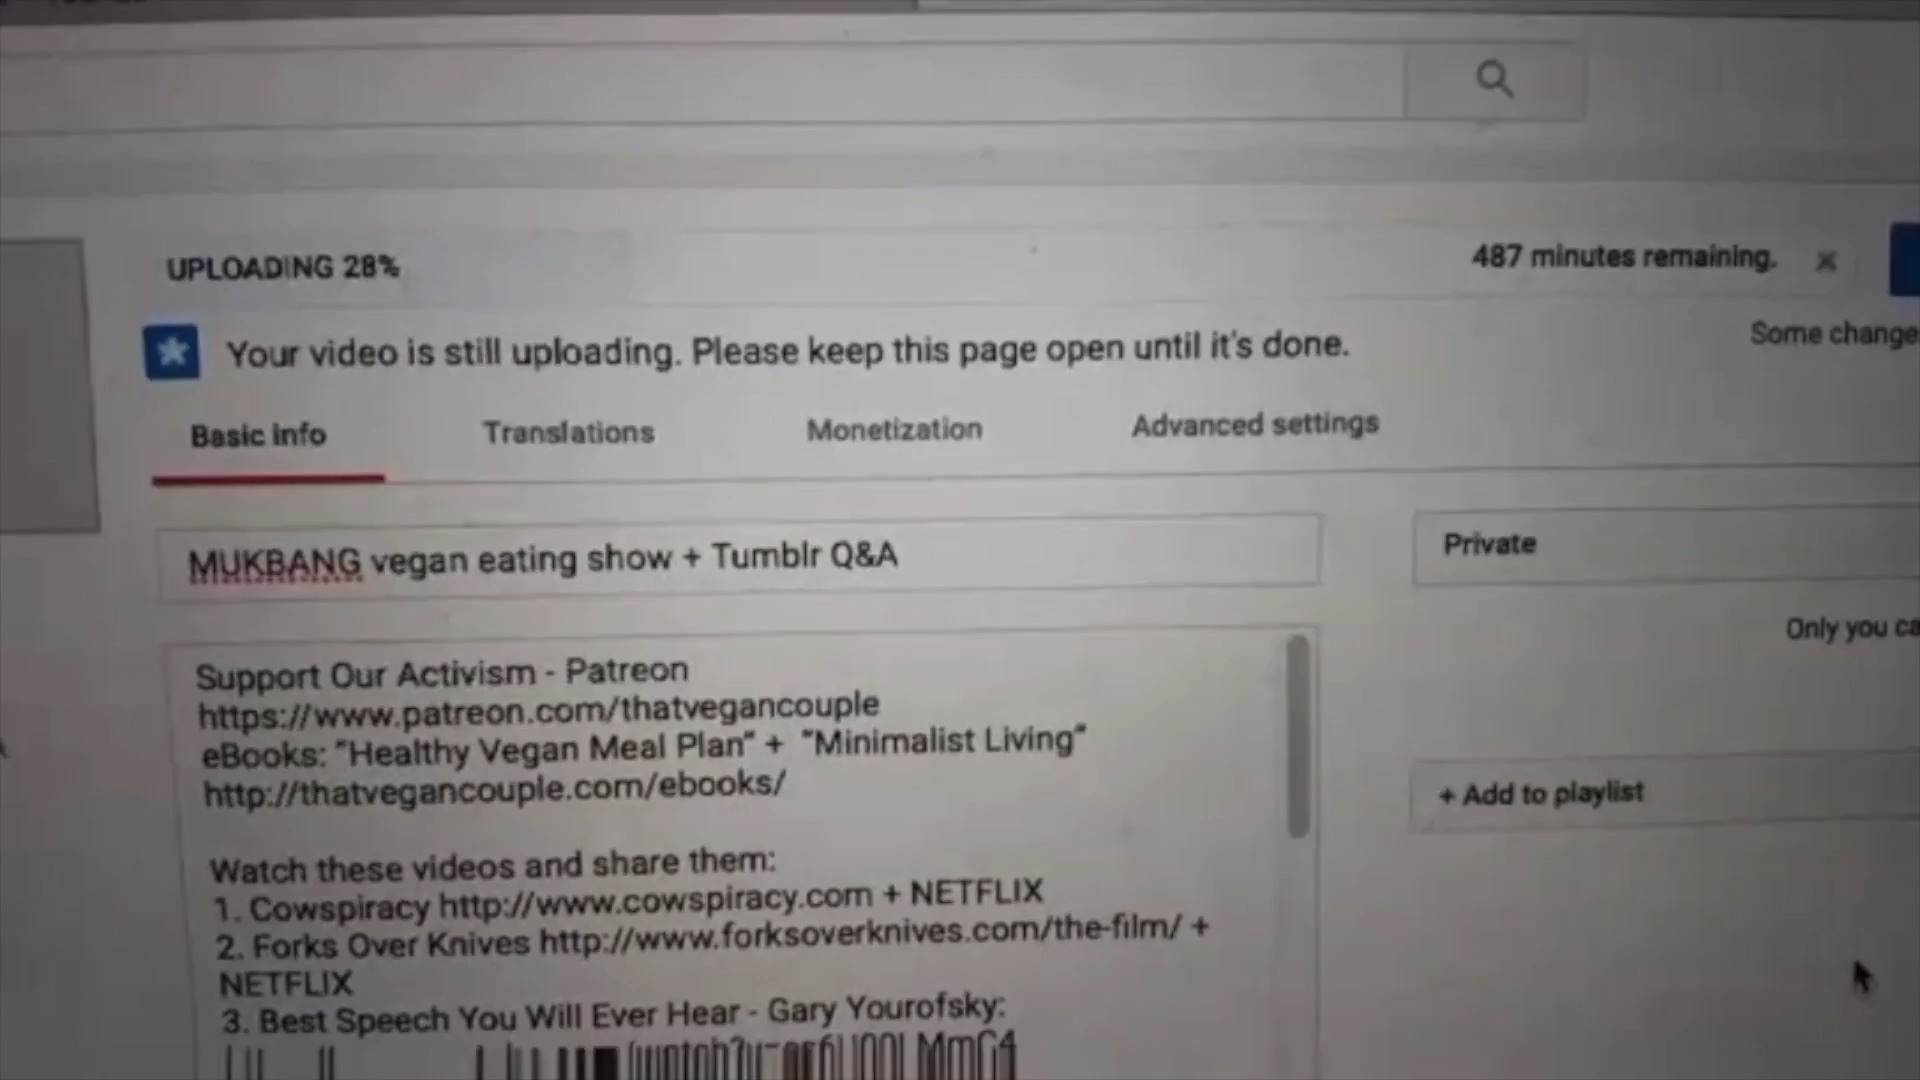 UPLOADING 28%
487 minutes remaining.
Your video is still uploading. Please keep this page open until it's done.
Some change
Basic info
Translations
Monetization
Advanced settings
MUKBANG vegan eating show + Tumblr Q&A
Private
Only you ca
Support Our Activism - Patreon
https://www.patreon.com/thatvegancouple
eBooks: "Healthy Vegan Meal Plan" + "Minimalist Living"
http://thatvegancouple.com/ebooks/
+ Add to playlist
Watch these videos and share them:
1. Cowspiracy http://www.cowspiracy.com + NETFLIX
2. Forks Over Knives http://www.forksoverknives.com/the-film/ +
NETFLIX
3. Best Speech You Will Ever Hear - Gary Yourofsky: